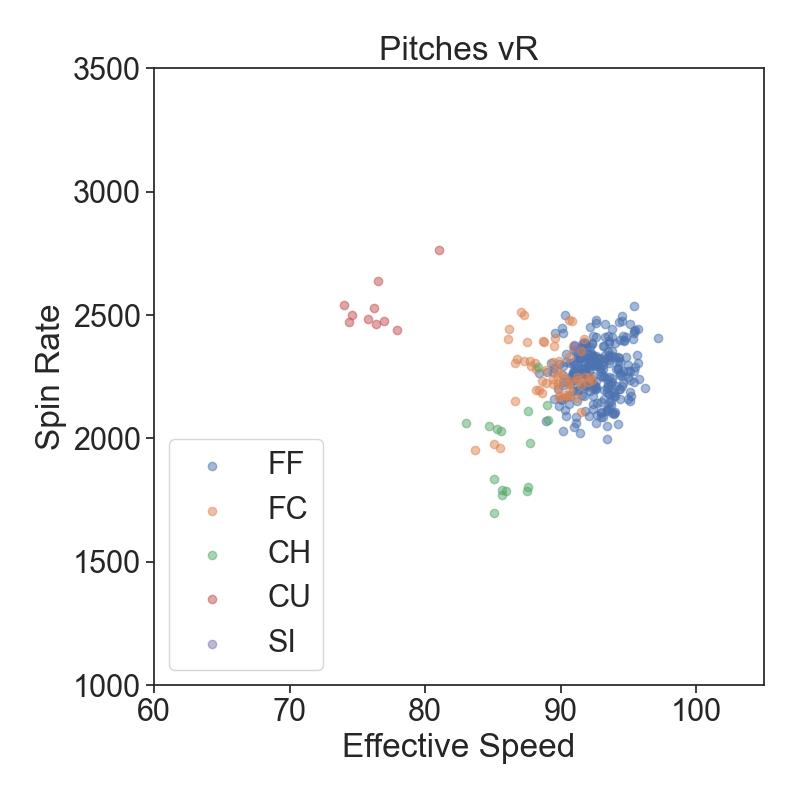 Pitches vR
3500
3000
2500
2000
1500
1000
Spin Rate
FF
FC
CH
CU
SI
60 70 80 90 100
Effective Speed